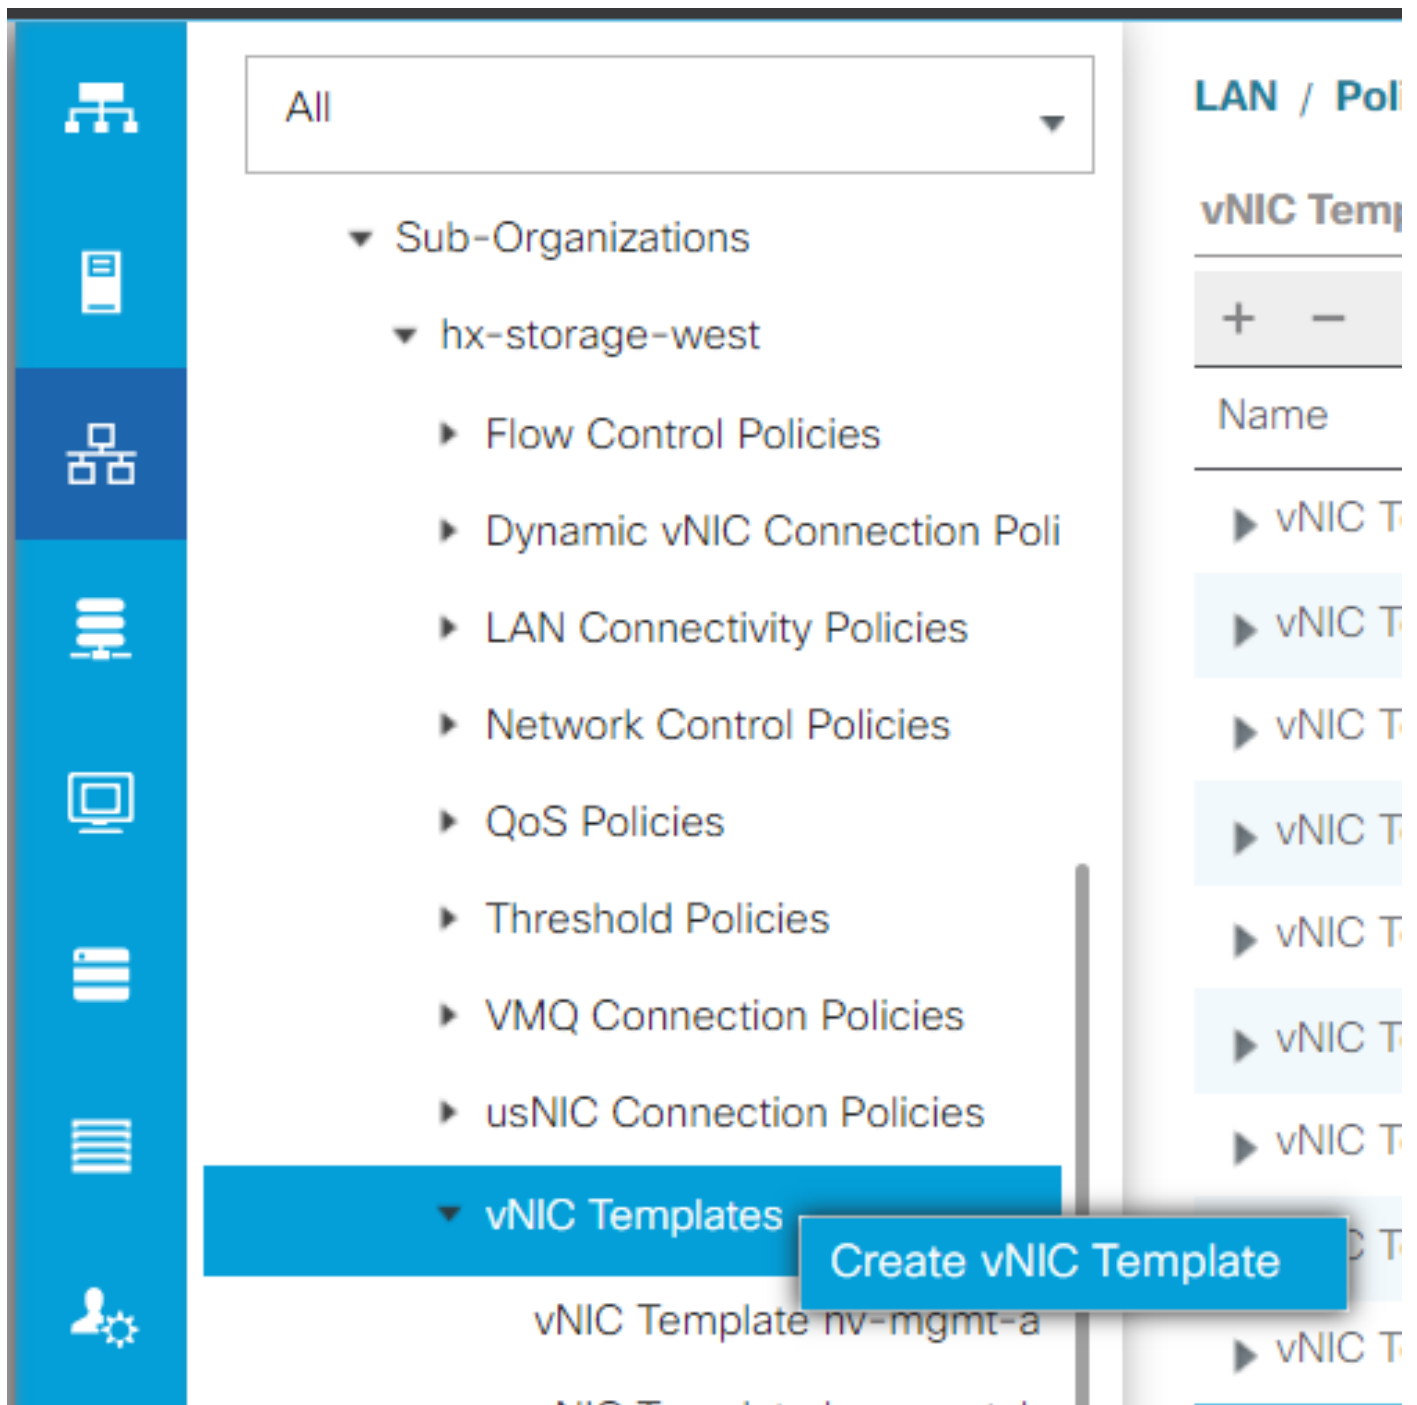 All
Sub-Organizations
hx-storage-west
Flow Control Policies
Dynamic vNIC Connection Poli
LAN Connectivity Policies
Network Control Policies
QoS Policies
Threshold Policies
VMQ Connection Policies
usNIC Connection Policies
vNIC Templates
Create vNIC Template
vNIC Template hv-mgmt-a
LAN / Poli
vNIC Temp
+ −
Name
vNIC T
vNIC T
vNIC T
vNIC T
vNIC T
vNIC T
vNIC T
vNIC T